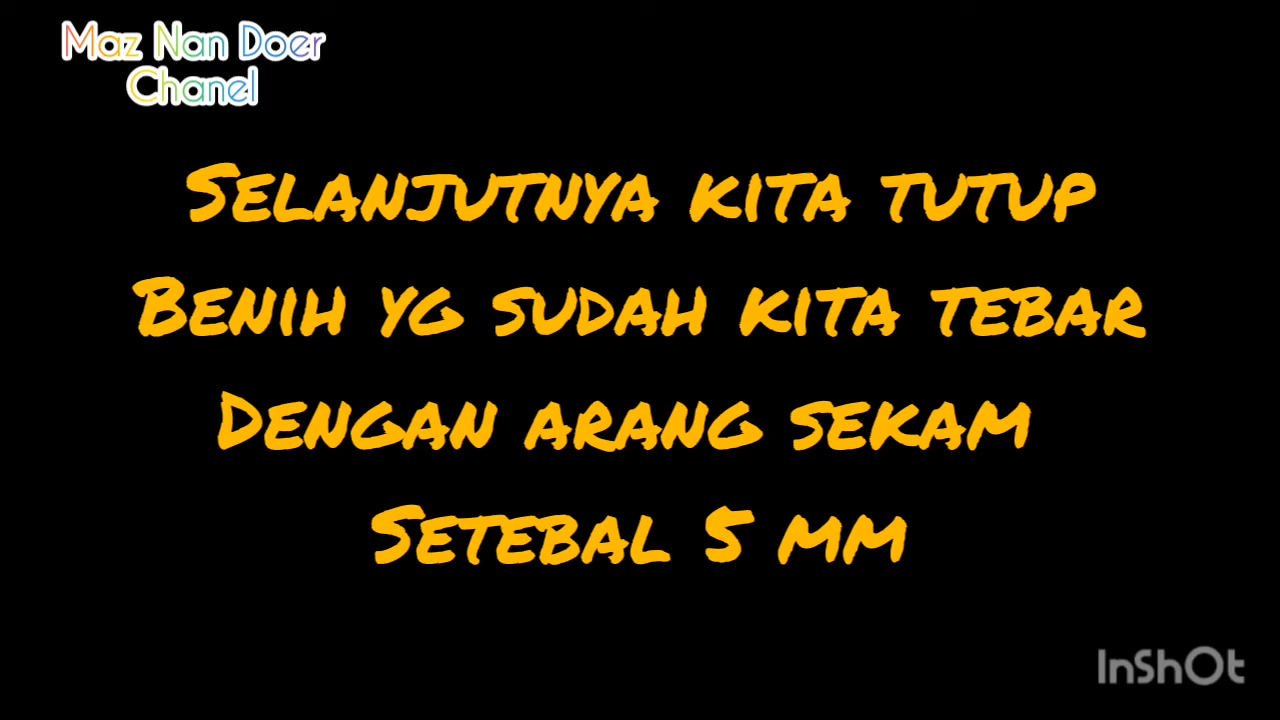 Maz Nan Doer
Chanel
Selanjutnya kita tutup
Benih yg sudah kita tebar
Dengan arang sekam
Setebal 5 mm
InShOt